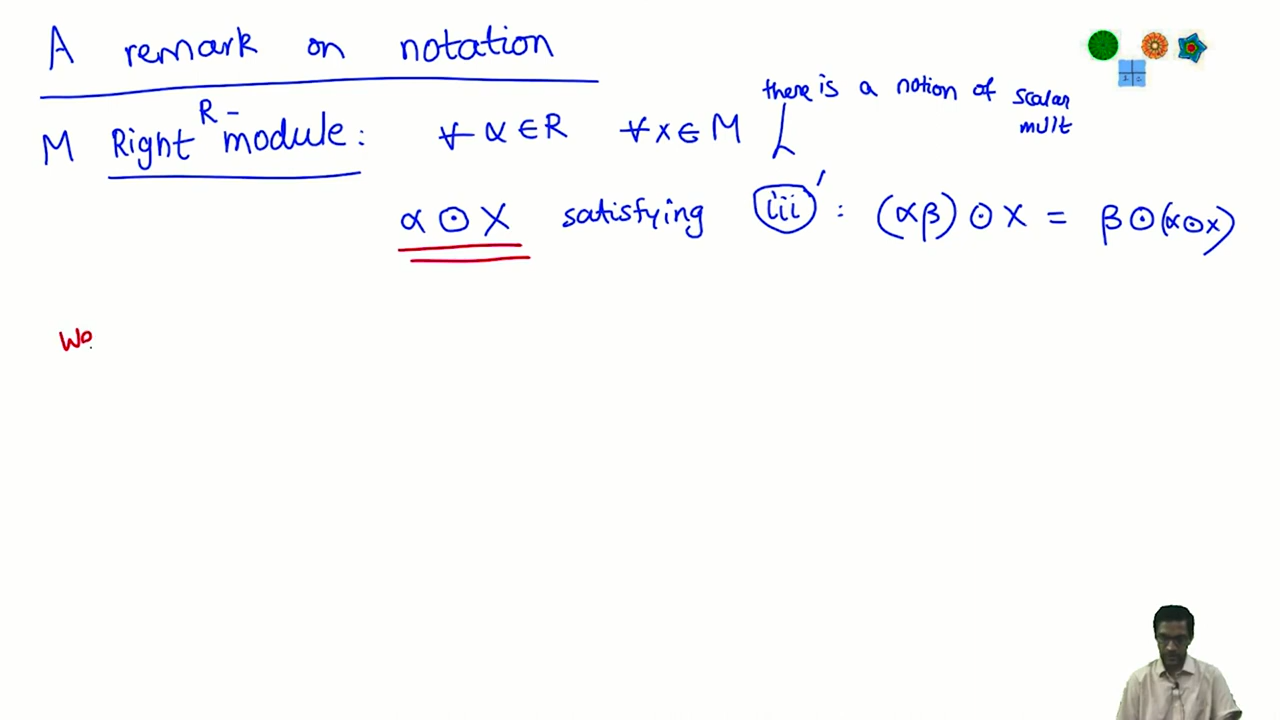 A remark on notation
there is a notion of scalar mult
M Right R-module: ∀ α ∈ R ∀ x ∈ M
α ⊙ x satisfying (iii)' : (αβ) ⊙ x = β ⊙ (α ⊙ x)
We